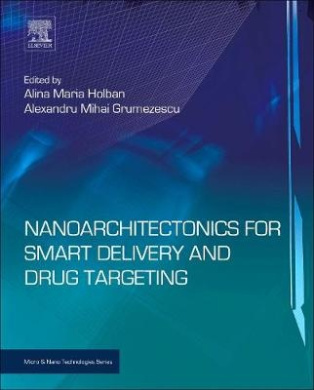 ELSEVIER
Edited by
Alina Maria Holban
Alexandru Mihai Grumezescu
NANOARCHITECTONICS FOR
SMART DELIVERY AND
DRUG TARGETING
Micro & Nano Technologies Series